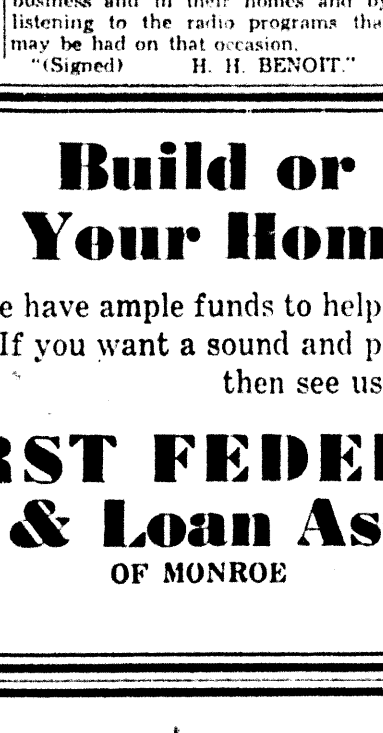 business and in their homes and by
listening to the radio programs tha
may be had on that occasion.
"(Signed) H. H. BENOIT."
Build or
Your Hom
e have ample funds to help
If you want a sound and p
then see us
RST FEDE
& Loan As
OF MONROE